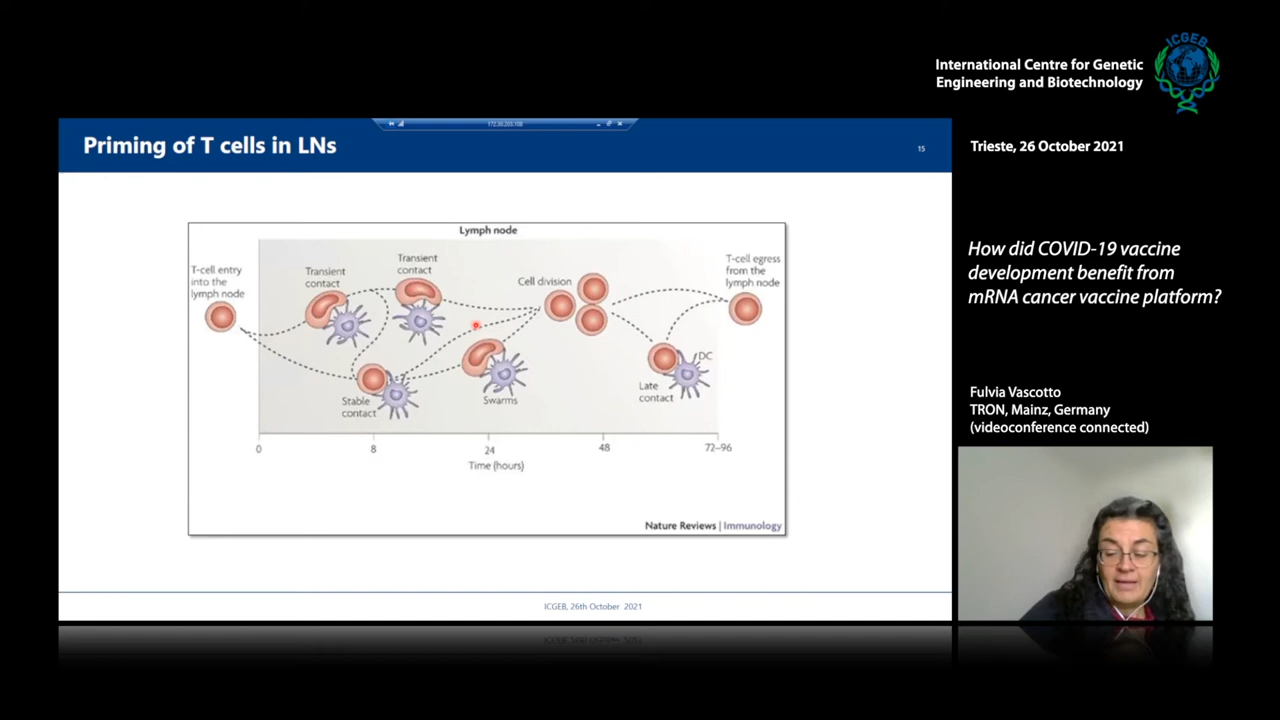 ICGEB
International Centre for Genetic
Engineering and Biotechnology
Priming of T cells in LNs
15
Trieste, 26 October 2021
How did COVID-19 vaccine
development benefit from
mRNA cancer vaccine platform?
Lymph node
T-cell entry
into the
lymph node
Transient
contact
Transient
contact
Cell division
T-cell egress
from the
lymph node
Stable
contact
Swarms
Late
contact
DC
0
8
24
48
72–96
Time (hours)
Nature Reviews | Immunology
ICGEB, 26th October 2021
Fulvia Vascotto
TRON, Mainz, Germany
(videoconference connected)